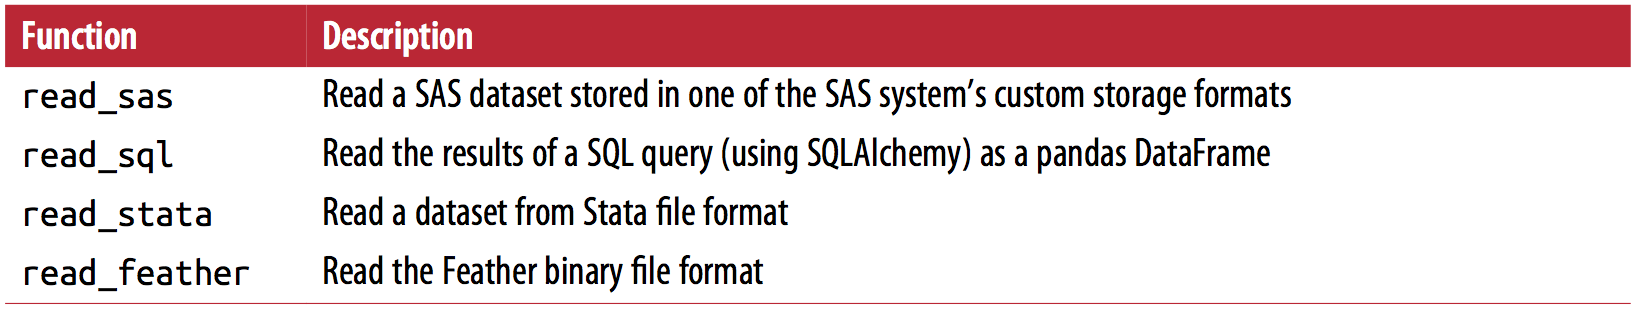 Function Description
read_sas Read a SAS dataset stored in one of the SAS system’s custom storage formats
read_sql Read the results of a SQL query (using SQLAlchemy) as a pandas DataFrame
read_stata Read a dataset from Stata file format
read_feather Read the Feather binary file format